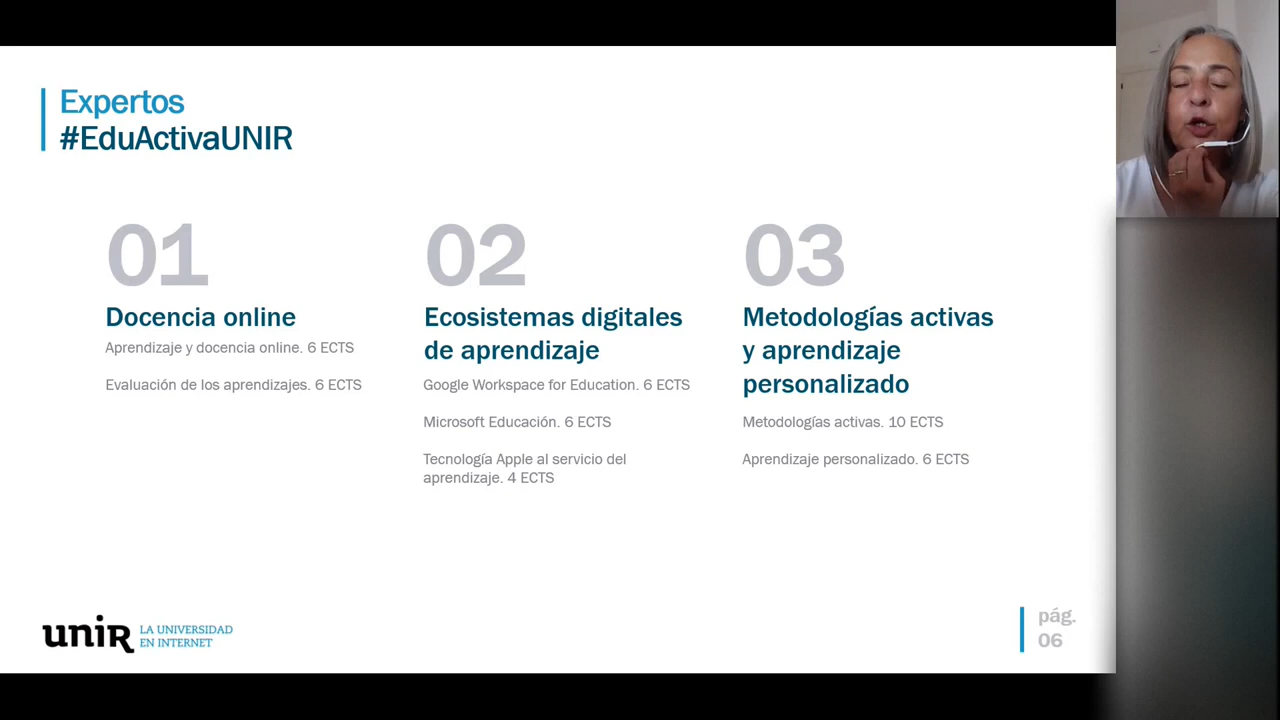 Expertos
#EduActivaUNIR
01
Docencia online
Aprendizaje y docencia online. 6 ECTS
Evaluación de los aprendizajes. 6 ECTS
02
Ecosistemas digitales
de aprendizaje
Google Workspace for Education. 6 ECTS
Microsoft Educación. 6 ECTS
Tecnología Apple al servicio del
aprendizaje. 4 ECTS
03
Metodologías activas
y aprendizaje
personalizado
Metodologías activas. 10 ECTS
Aprendizaje personalizado. 6 ECTS
uniR
LA UNIVERSIDAD
EN INTERNET
pág.
06